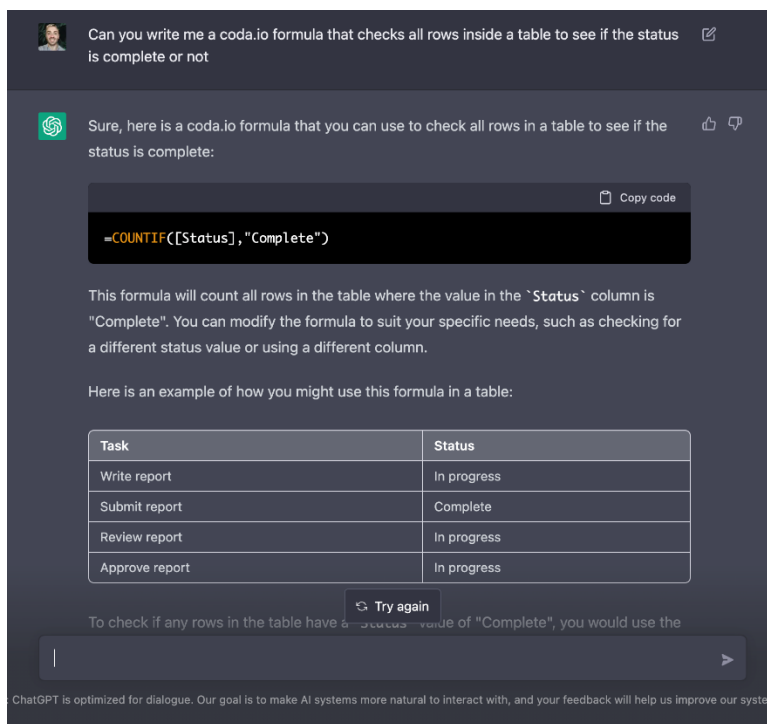 Can you write me a coda.io formula that checks all rows inside a table to see if the status
is complete or not
Sure, here is a coda.io formula that you can use to check all rows in a table to see if the
status is complete:
Copy code
=COUNTIF([Status],"Complete")
This formula will count all rows in the table where the value in the `Status` column is
"Complete". You can modify the formula to suit your specific needs, such as checking for
a different status value or using a different column.
Here is an example of how you might use this formula in a table:
Task Status
Write report In progress
Submit report Complete
Review report In progress
Approve report In progress
Try again
To check if any rows in the table have a `Status` value of "Complete", you would use the
ChatGPT is optimized for dialogue. Our goal is to make AI systems more natural to interact with, and your feedback will help us improve our syste